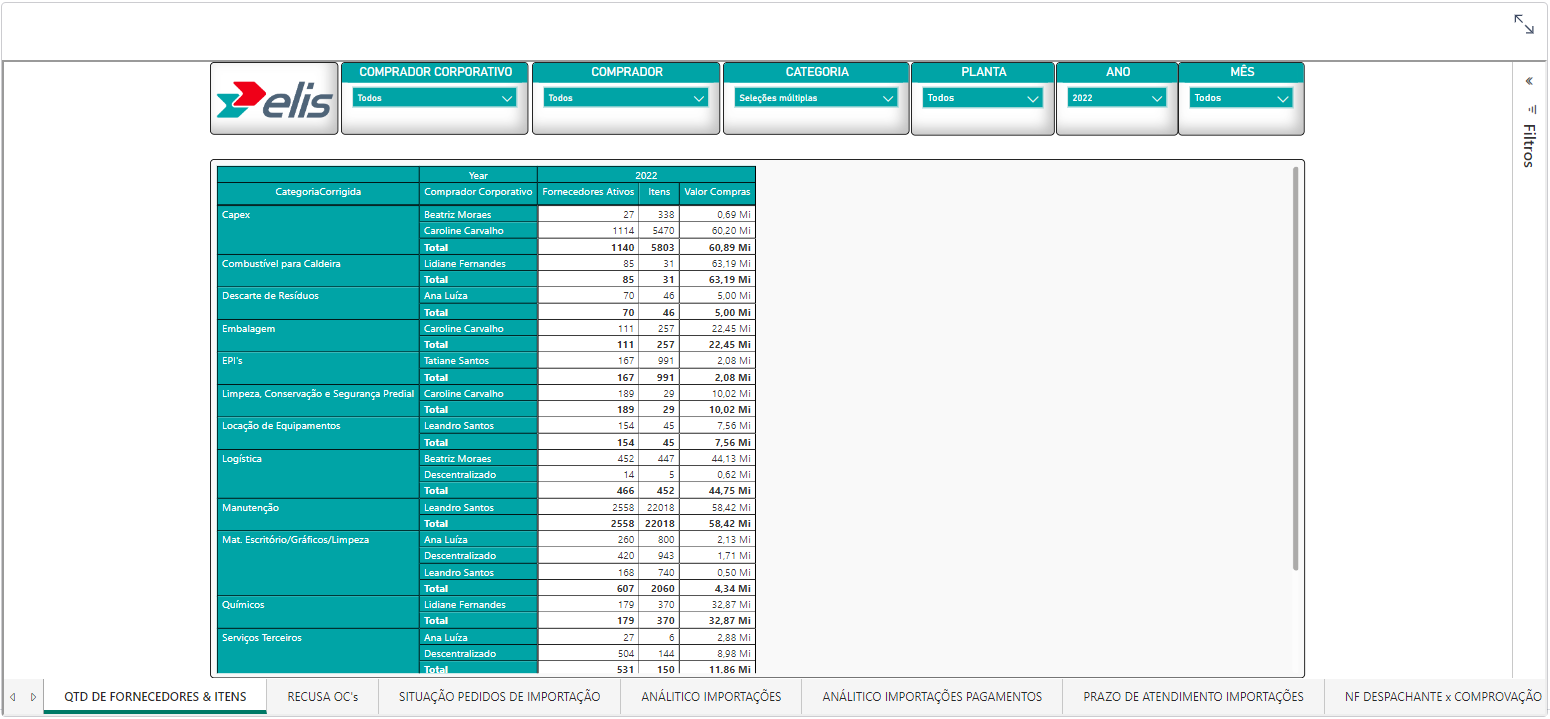 elis
COMPRADOR CORPORATIVO COMPRADOR CATEGORIA PLANTA ANO MÊS
Todos Todos Seleções múltiplas Todos 2022 Todos
Filtros
Year 2022
CategoriaCorrigida Comprador Corporativo Fornecedores Ativos Itens Valor Compras
Capex Beatriz Moraes 27 338 0,69 Mi
Caroline Carvalho 1114 5470 60,20 Mi
Total 1140 5803 60,89 Mi
Combustível para Caldeira Lidiane Fernandes 85 31 63,19 Mi
Total 85 31 63,19 Mi
Descarte de Resíduos Ana Luíza 70 46 5,00 Mi
Total 70 46 5,00 Mi
Embalagem Caroline Carvalho 111 257 22,45 Mi
Total 111 257 22,45 Mi
EPI's Tatiane Santos 167 991 2,08 Mi
Total 167 991 2,08 Mi
Limpeza, Conservação e Segurança Predial Caroline Carvalho 189 29 10,02 Mi
Total 189 29 10,02 Mi
Locação de Equipamentos Leandro Santos 154 45 7,56 Mi
Total 154 45 7,56 Mi
Logística Beatriz Moraes 452 447 44,13 Mi
Descentralizado 14 5 0,62 Mi
Total 466 452 44,75 Mi
Manutenção Leandro Santos 2558 22018 58,42 Mi
Total 2558 22018 58,42 Mi
Mat. Escritório/Gráficos/Limpeza Ana Luíza 260 800 2,13 Mi
Descentralizado 420 943 1,71 Mi
Leandro Santos 168 740 0,50 Mi
Total 607 2060 4,34 Mi
Químicos Lidiane Fernandes 179 370 32,87 Mi
Total 179 370 32,87 Mi
Serviços Terceiros Ana Luíza 27 6 2,88 Mi
Descentralizado 504 144 8,98 Mi
Total 531 150 11,86 Mi
QTD DE FORNECEDORES & ITENS RECUSA OC's SITUAÇÃO PEDIDOS DE IMPORTAÇÃO ANÁLITICO IMPORTAÇÕES ANÁLITICO IMPORTAÇÕES PAGAMENTOS PRAZO DE ATENDIMENTO IMPORTAÇÕES NF DESPACHANTE x COMPROVAÇÃO